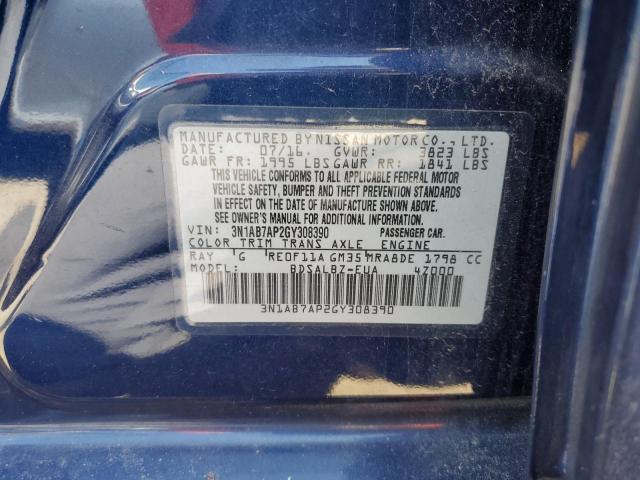 MANUFACTURED BY NISSAN MOTOR CO., LTD.
DATE: 07/16. GVWR: 3823 LBS
GAWR FR: 1995 LBS GAWR RR: 1841 LBS
THIS VEHICLE CONFORMS TO ALL APPLICABLE FEDERAL MOTOR
VEHICLE SAFETY, BUMPER AND THEFT PREVENTION STANDARDS
IN EFFECT ON THE DATE OF MANUFACTURE SHOWN ABOVE.
SEE OWNER'S MANUAL FOR ADDITIONAL INFORMATION.
VIN: 3N1AB7AP2GY308390 PASSENGER CAR.
COLOR TRIM TRANS AXLE ENGINE
RAY G RE0F11A GM35 MRA8DE 1798 CC
MODEL: BDSALBZ-EUA 4Z000
3N1AB7AP2GY308390